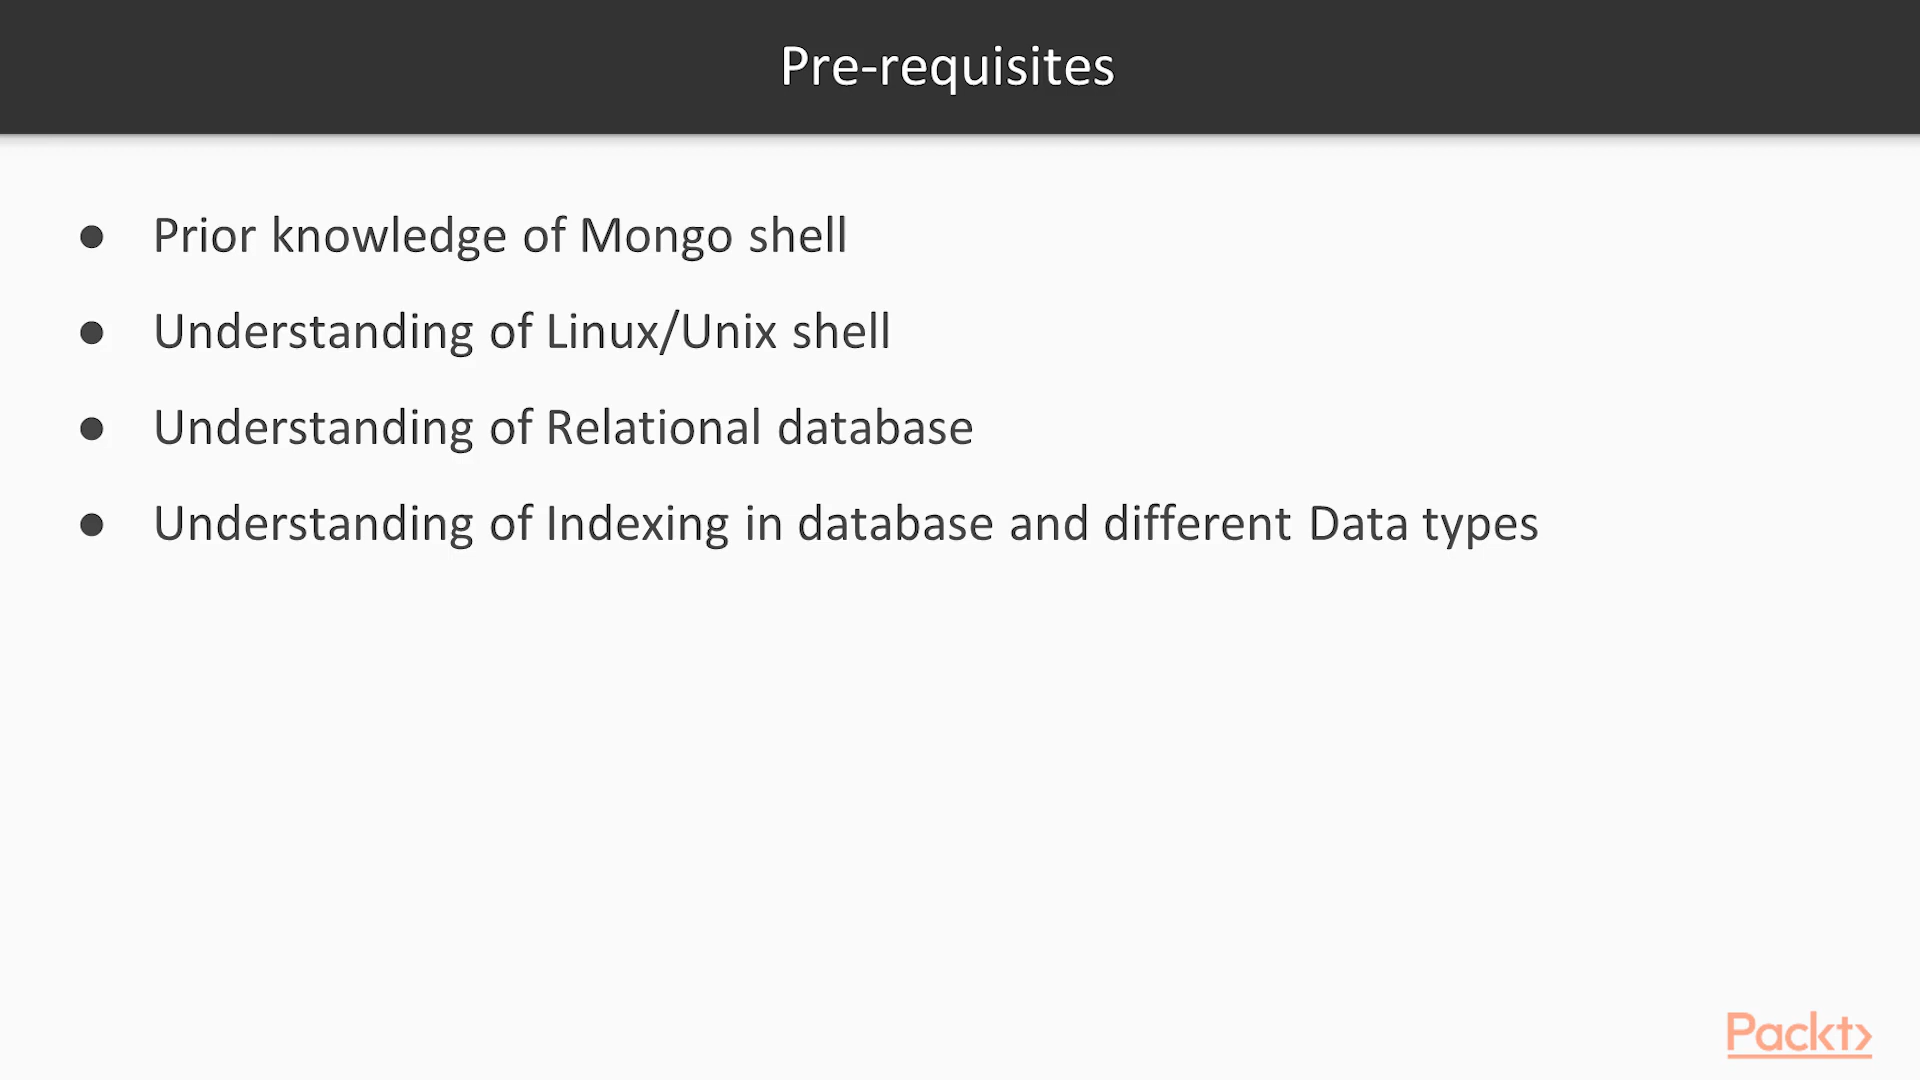 Pre-requisites
● Prior knowledge of Mongo shell
● Understanding of Linux/Unix shell
● Understanding of Relational database
● Understanding of Indexing in database and different Data types
Packt>